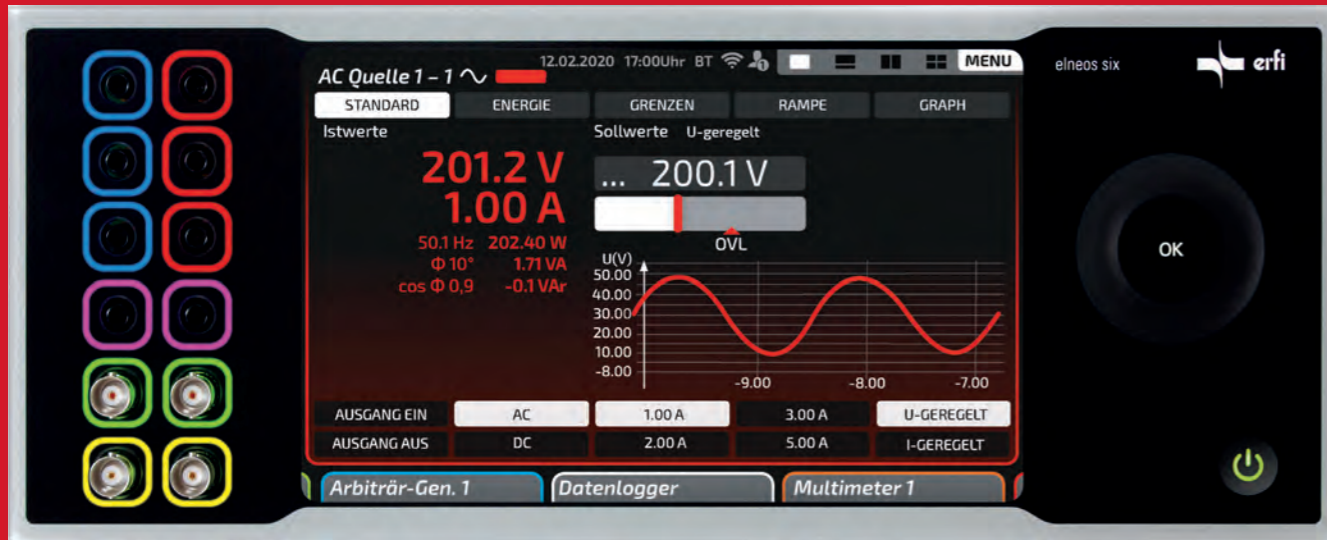 12.02.2020 17:00Uhr BT 1 MENU
AC Quelle 1 – 1
STANDARD ENERGIE GRENZEN RAMPE GRAPH
Istwerte Sollwerte U-geregelt
201.2 V ... 200.1 V
1.00 A
50.1 Hz 202.40 W OVL
Φ 10° 1.71 VA
cos Φ 0,9 -0.1 VAr
U(V)
50.00
40.00
30.00
20.00
10.00
-8.00
-9.00 -8.00 -7.00
AUSGANG EIN AC 1.00 A 3.00 A U-GEREGELT
AUSGANG AUS DC 2.00 A 5.00 A I-GEREGELT
Arbiträr-Gen. 1 Datenlogger Multimeter 1
elneos six erfi
OK